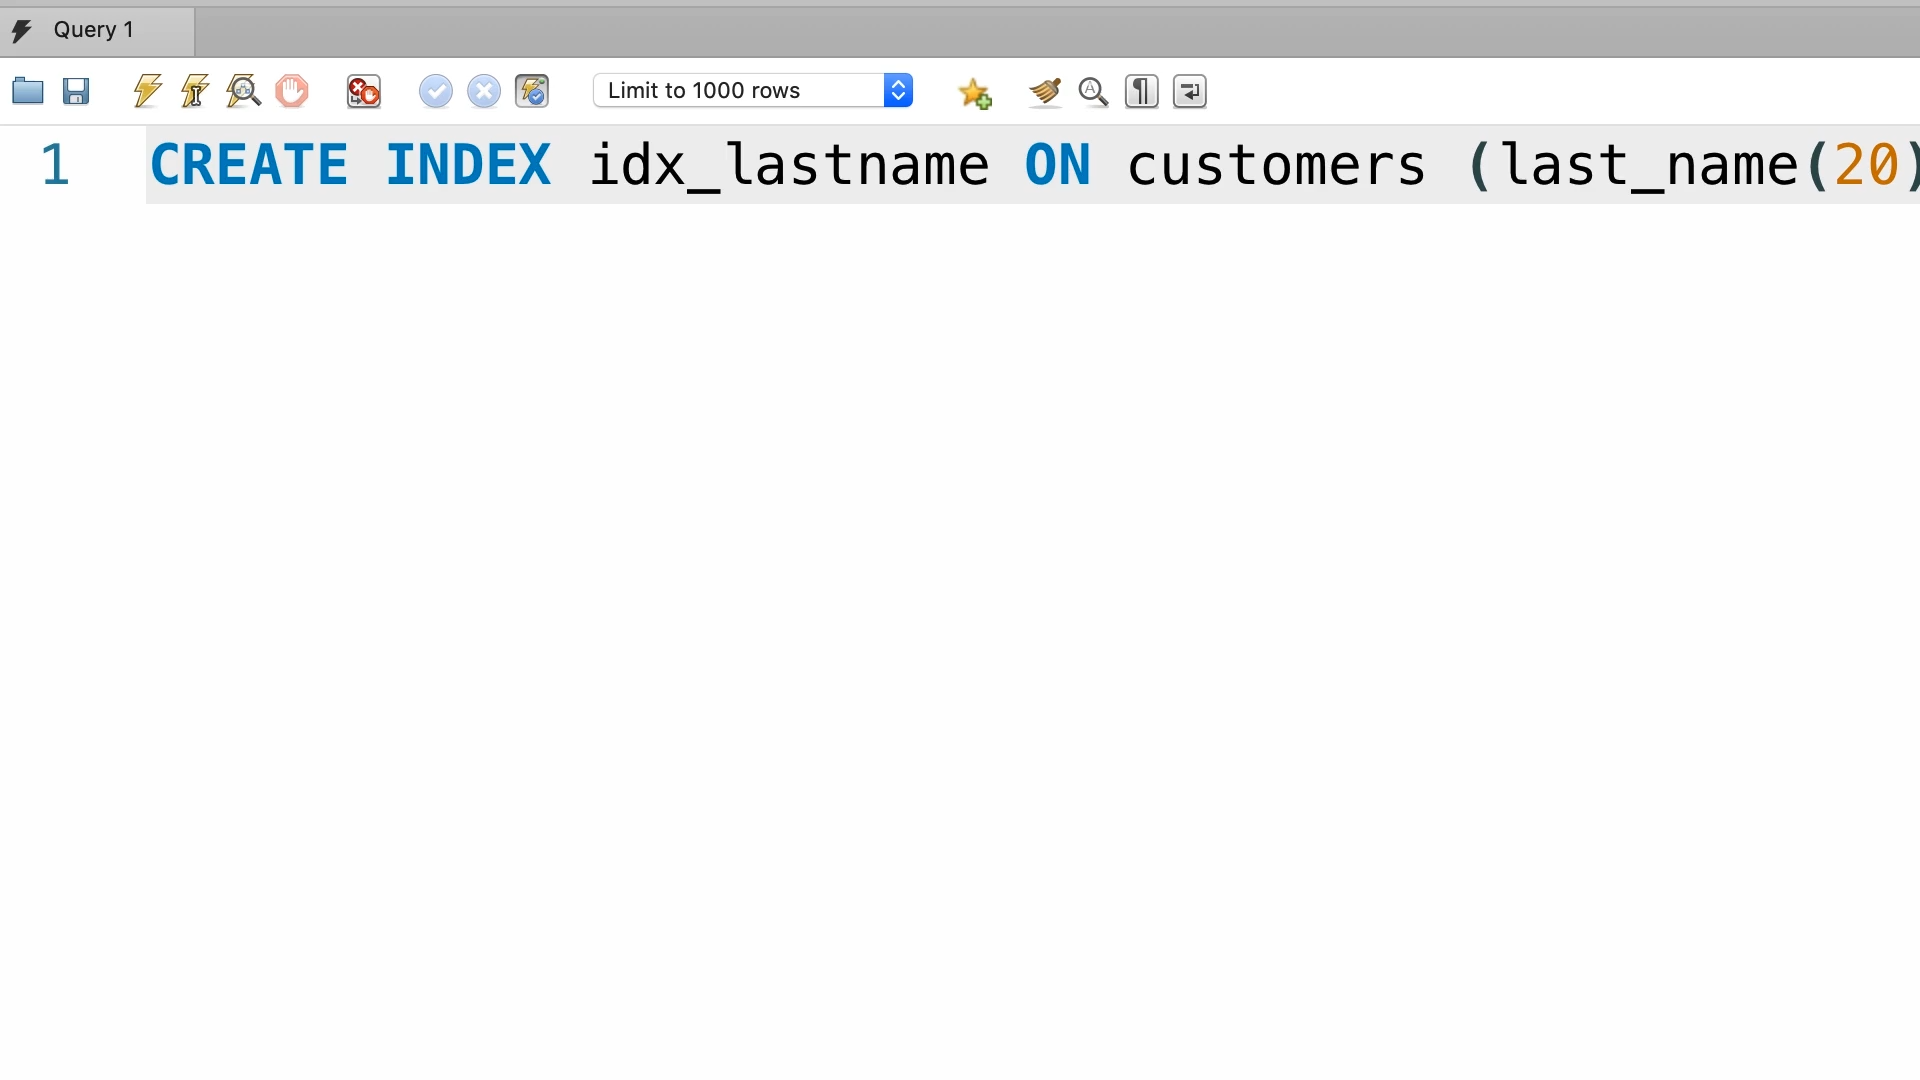 Query 1
Limit to 1000 rows
1 CREATE INDEX idx_lastname ON customers (last_name(20)